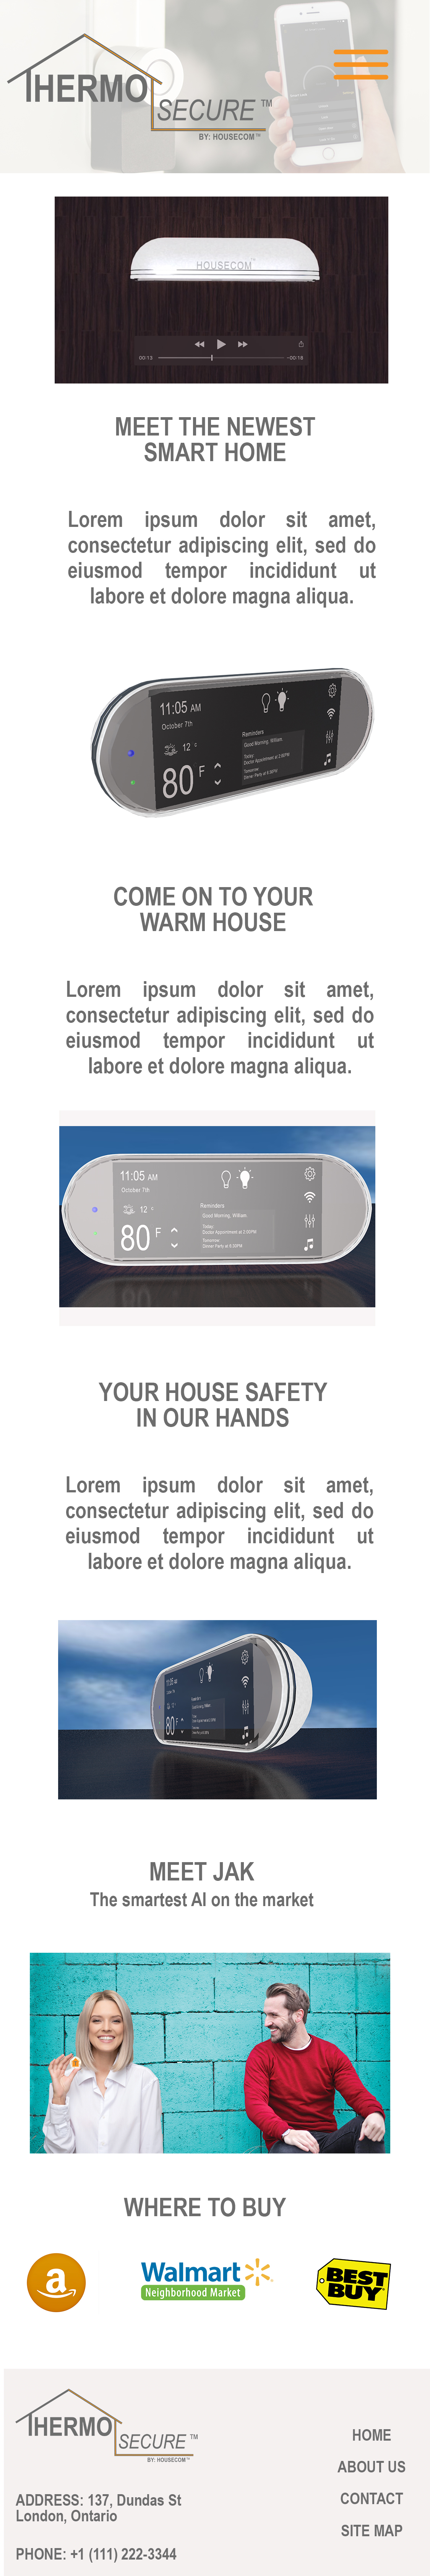 THERMO
SECURE TM
BY: HOUSECOM TM
HOUSECOM
00:13
-00:18
MEET THE NEWEST
SMART HOME
Lorem ipsum dolor sit amet,
consectetur adipiscing elit, sed do
eiusmod tempor incididunt ut
labore et dolore magna aliqua.
11:05 AM
October 7th
12 c
80 F
Reminders
Good Morning, William.
Today:
Doctor Appointment at 2:00PM
Tomorrow:
Dinner Party at 6:30PM
COME ON TO YOUR
WARM HOUSE
Lorem ipsum dolor sit amet,
consectetur adipiscing elit, sed do
eiusmod tempor incididunt ut
labore et dolore magna aliqua.
11:05 AM
October 7th
12 c
80 F
Reminders
Good Morning, William.
Today:
Doctor Appointment at 2:00PM
Tomorrow:
Dinner Party at 6:30PM
YOUR HOUSE SAFETY
IN OUR HANDS
Lorem ipsum dolor sit amet,
consectetur adipiscing elit, sed do
eiusmod tempor incididunt ut
labore et dolore magna aliqua.
11:05 AM
80 F
MEET JAK
The smartest AI on the market
WHERE TO BUY
a
Walmart
Neighborhood Market
BEST
BUY
THERMO
SECURE TM
BY: HOUSECOM TM
HOME
ABOUT US
CONTACT
SITE MAP
ADDRESS: 137, Dundas St
London, Ontario
PHONE: +1 (111) 222-3344